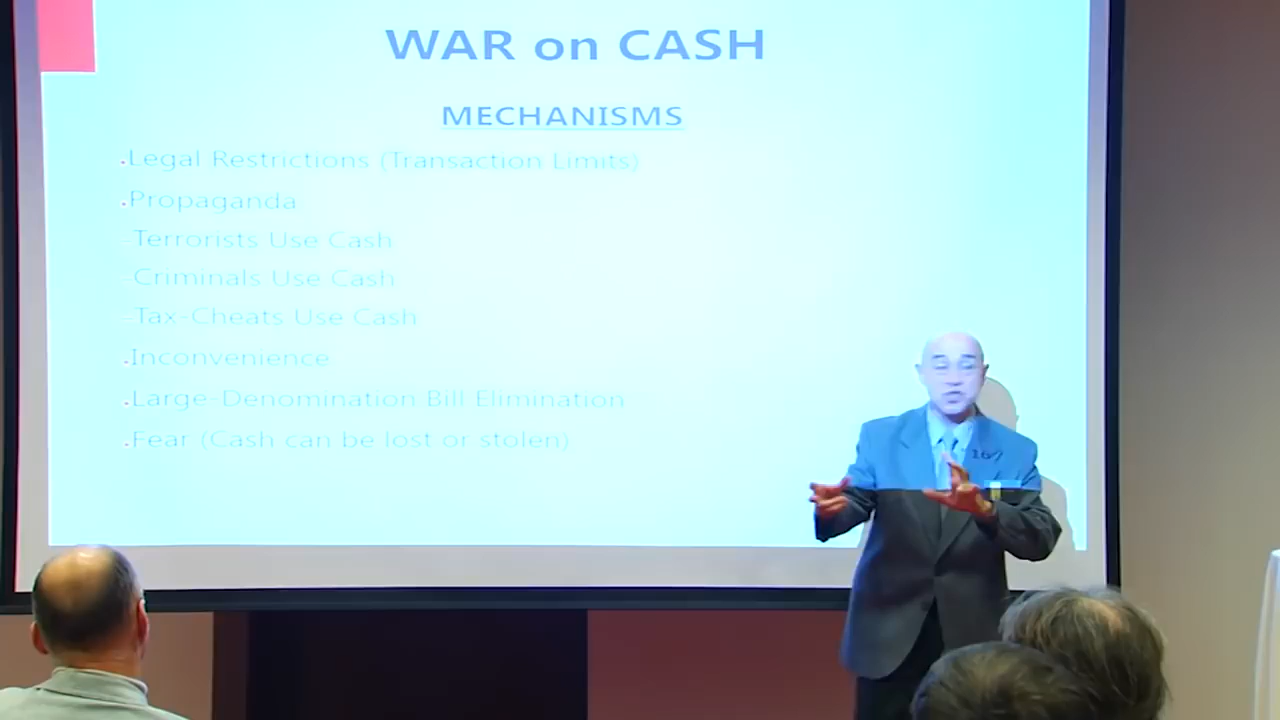 WAR on CASH
MECHANISMS
.Legal Restrictions (Transaction Limits)
.Propaganda
-Terrorists Use Cash
-Criminals Use Cash
-Tax-Cheats Use Cash
.Inconvenience
.Large-Denomination Bill Elimination
.Fear (Cash can be lost or stolen)
167